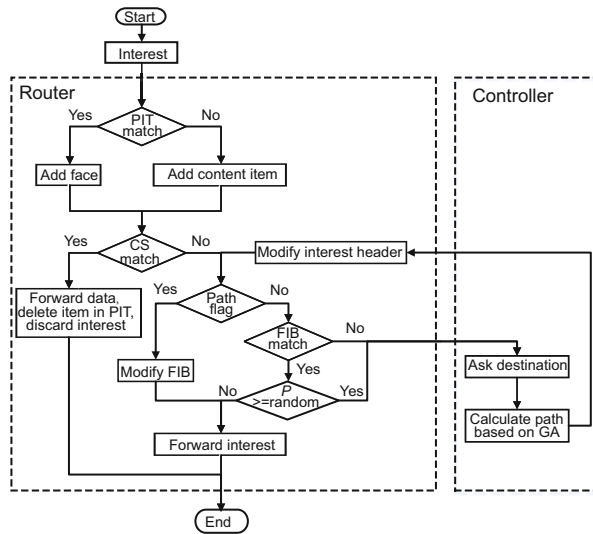 Start
Interest
Router
Controller
Yes
PIT
match
No
Add face
Add content item
Yes
CS
match
No
Modify interest header
Forward data,
delete item in PIT,
discard interest
Yes
Path
flag
No
FIB
match
No
Modify FIB
Yes
Ask destination
No
P
>=random
Yes
Calculate path
based on GA
Forward interest
End